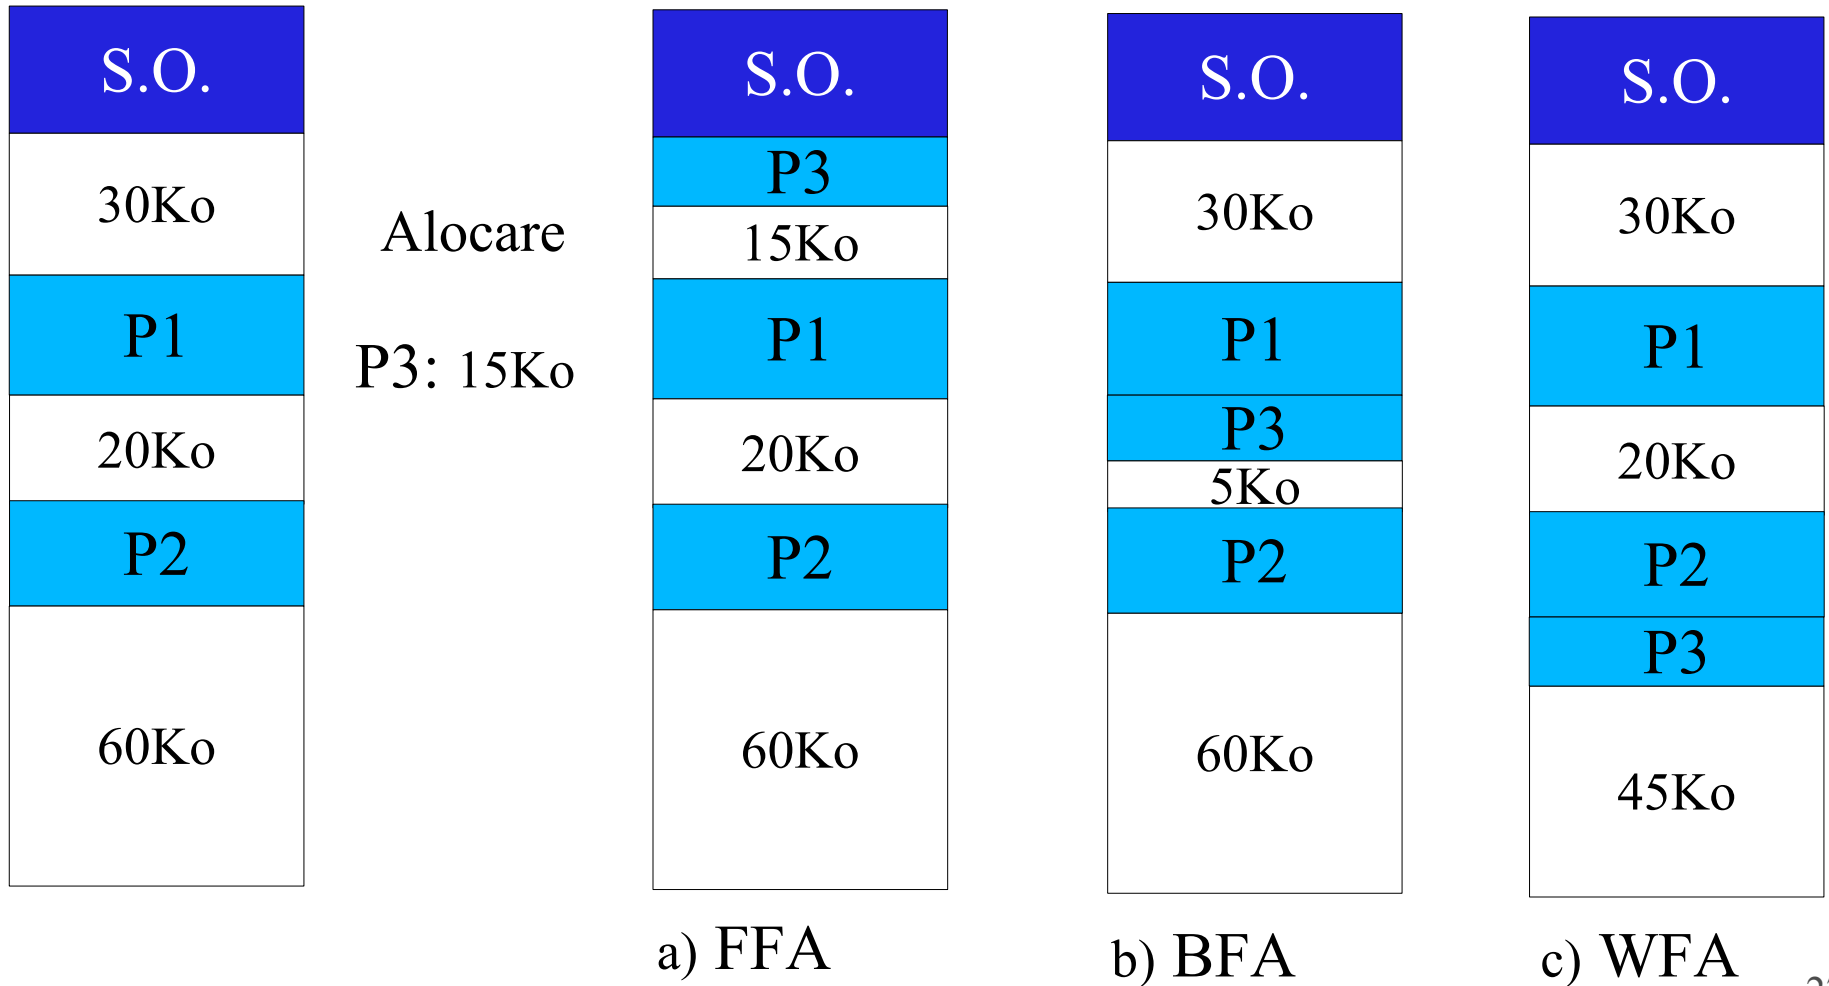 S.O.
30Ko
P1
20Ko
P2
60Ko
Alocare
P3: 15Ko
S.O.
P3
15Ko
P1
20Ko
P2
60Ko
a) FFA
S.O.
30Ko
P1
P3
5Ko
P2
60Ko
b) BFA
S.O.
30Ko
P1
20Ko
P2
P3
45Ko
c) WFA